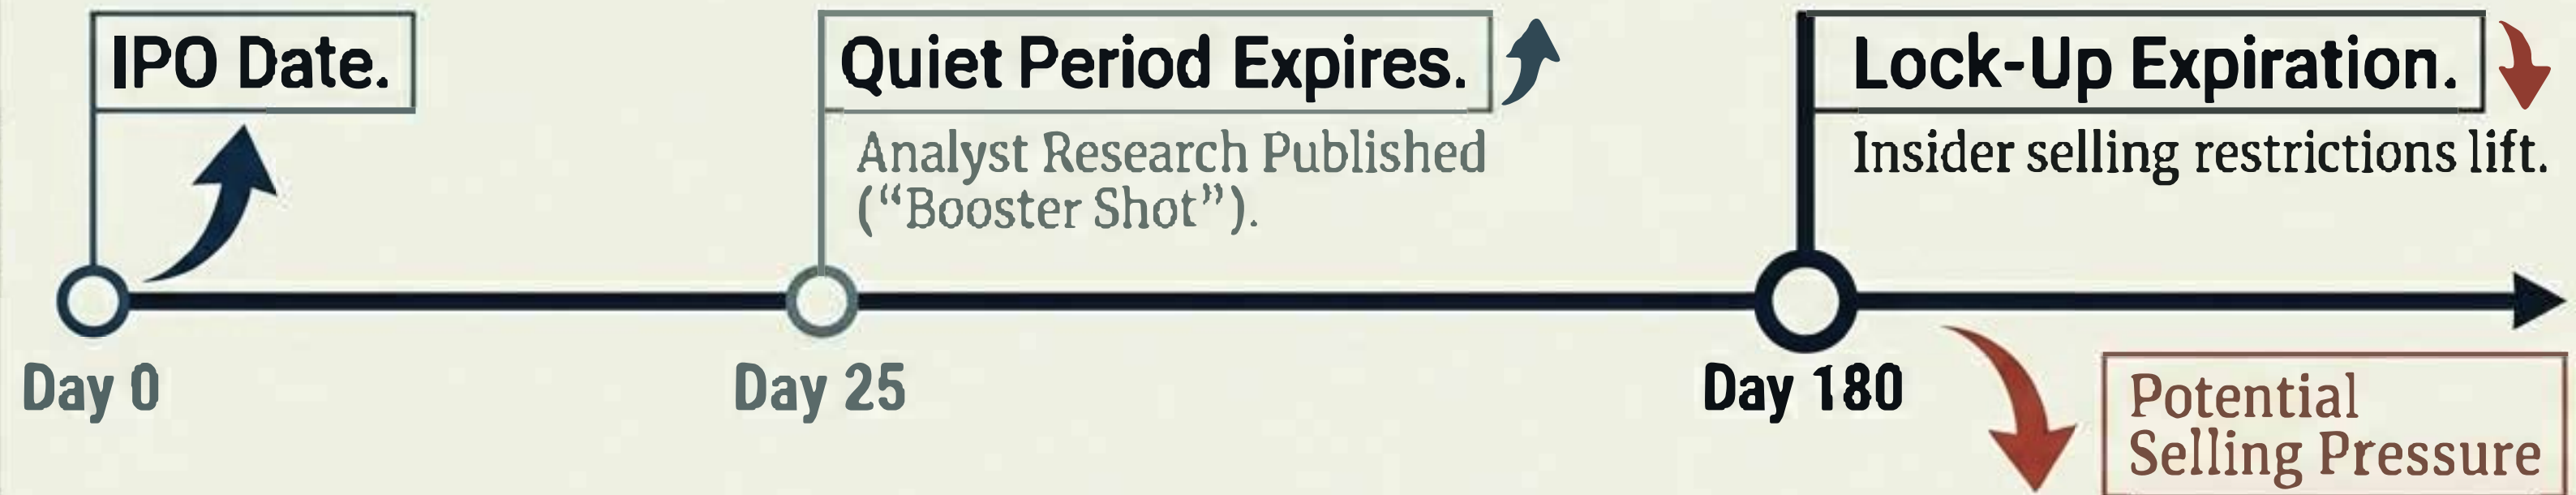 IPO Date.
Quiet Period Expires.
Analyst Research Published
(“Booster Shot”).
Lock-Up Expiration.
Insider selling restrictions lift.
Day 0
Day 25
Day 180
Potential
Selling Pressure